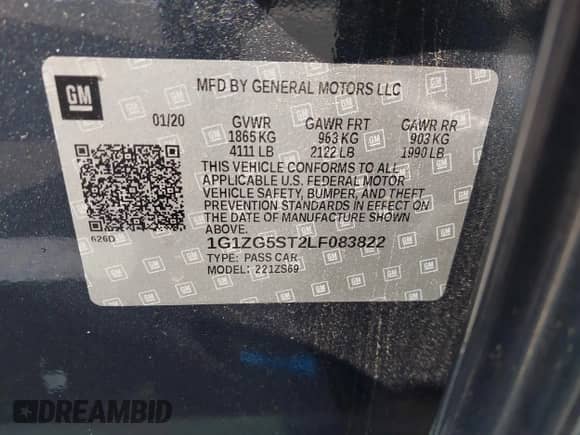 GM
MFD BY GENERAL MOTORS LLC
01/20 GVWR GAWR FRT GAWR RR
1865 KG 963 KG 903 KG
4111 LB 2122 LB 1990 LB
THIS VEHICLE CONFORMS TO ALL
APPLICABLE U.S. FEDERAL MOTOR
VEHICLE SAFETY, BUMPER, AND THEFT
PREVENTION STANDARDS IN EFFECT ON
THE DATE OF MANUFACTURE SHOWN
ABOVE.
626D
1G1ZG5ST2LF083822
TYPE: PASS CAR
MODEL: 221ZS69
DREAMBID